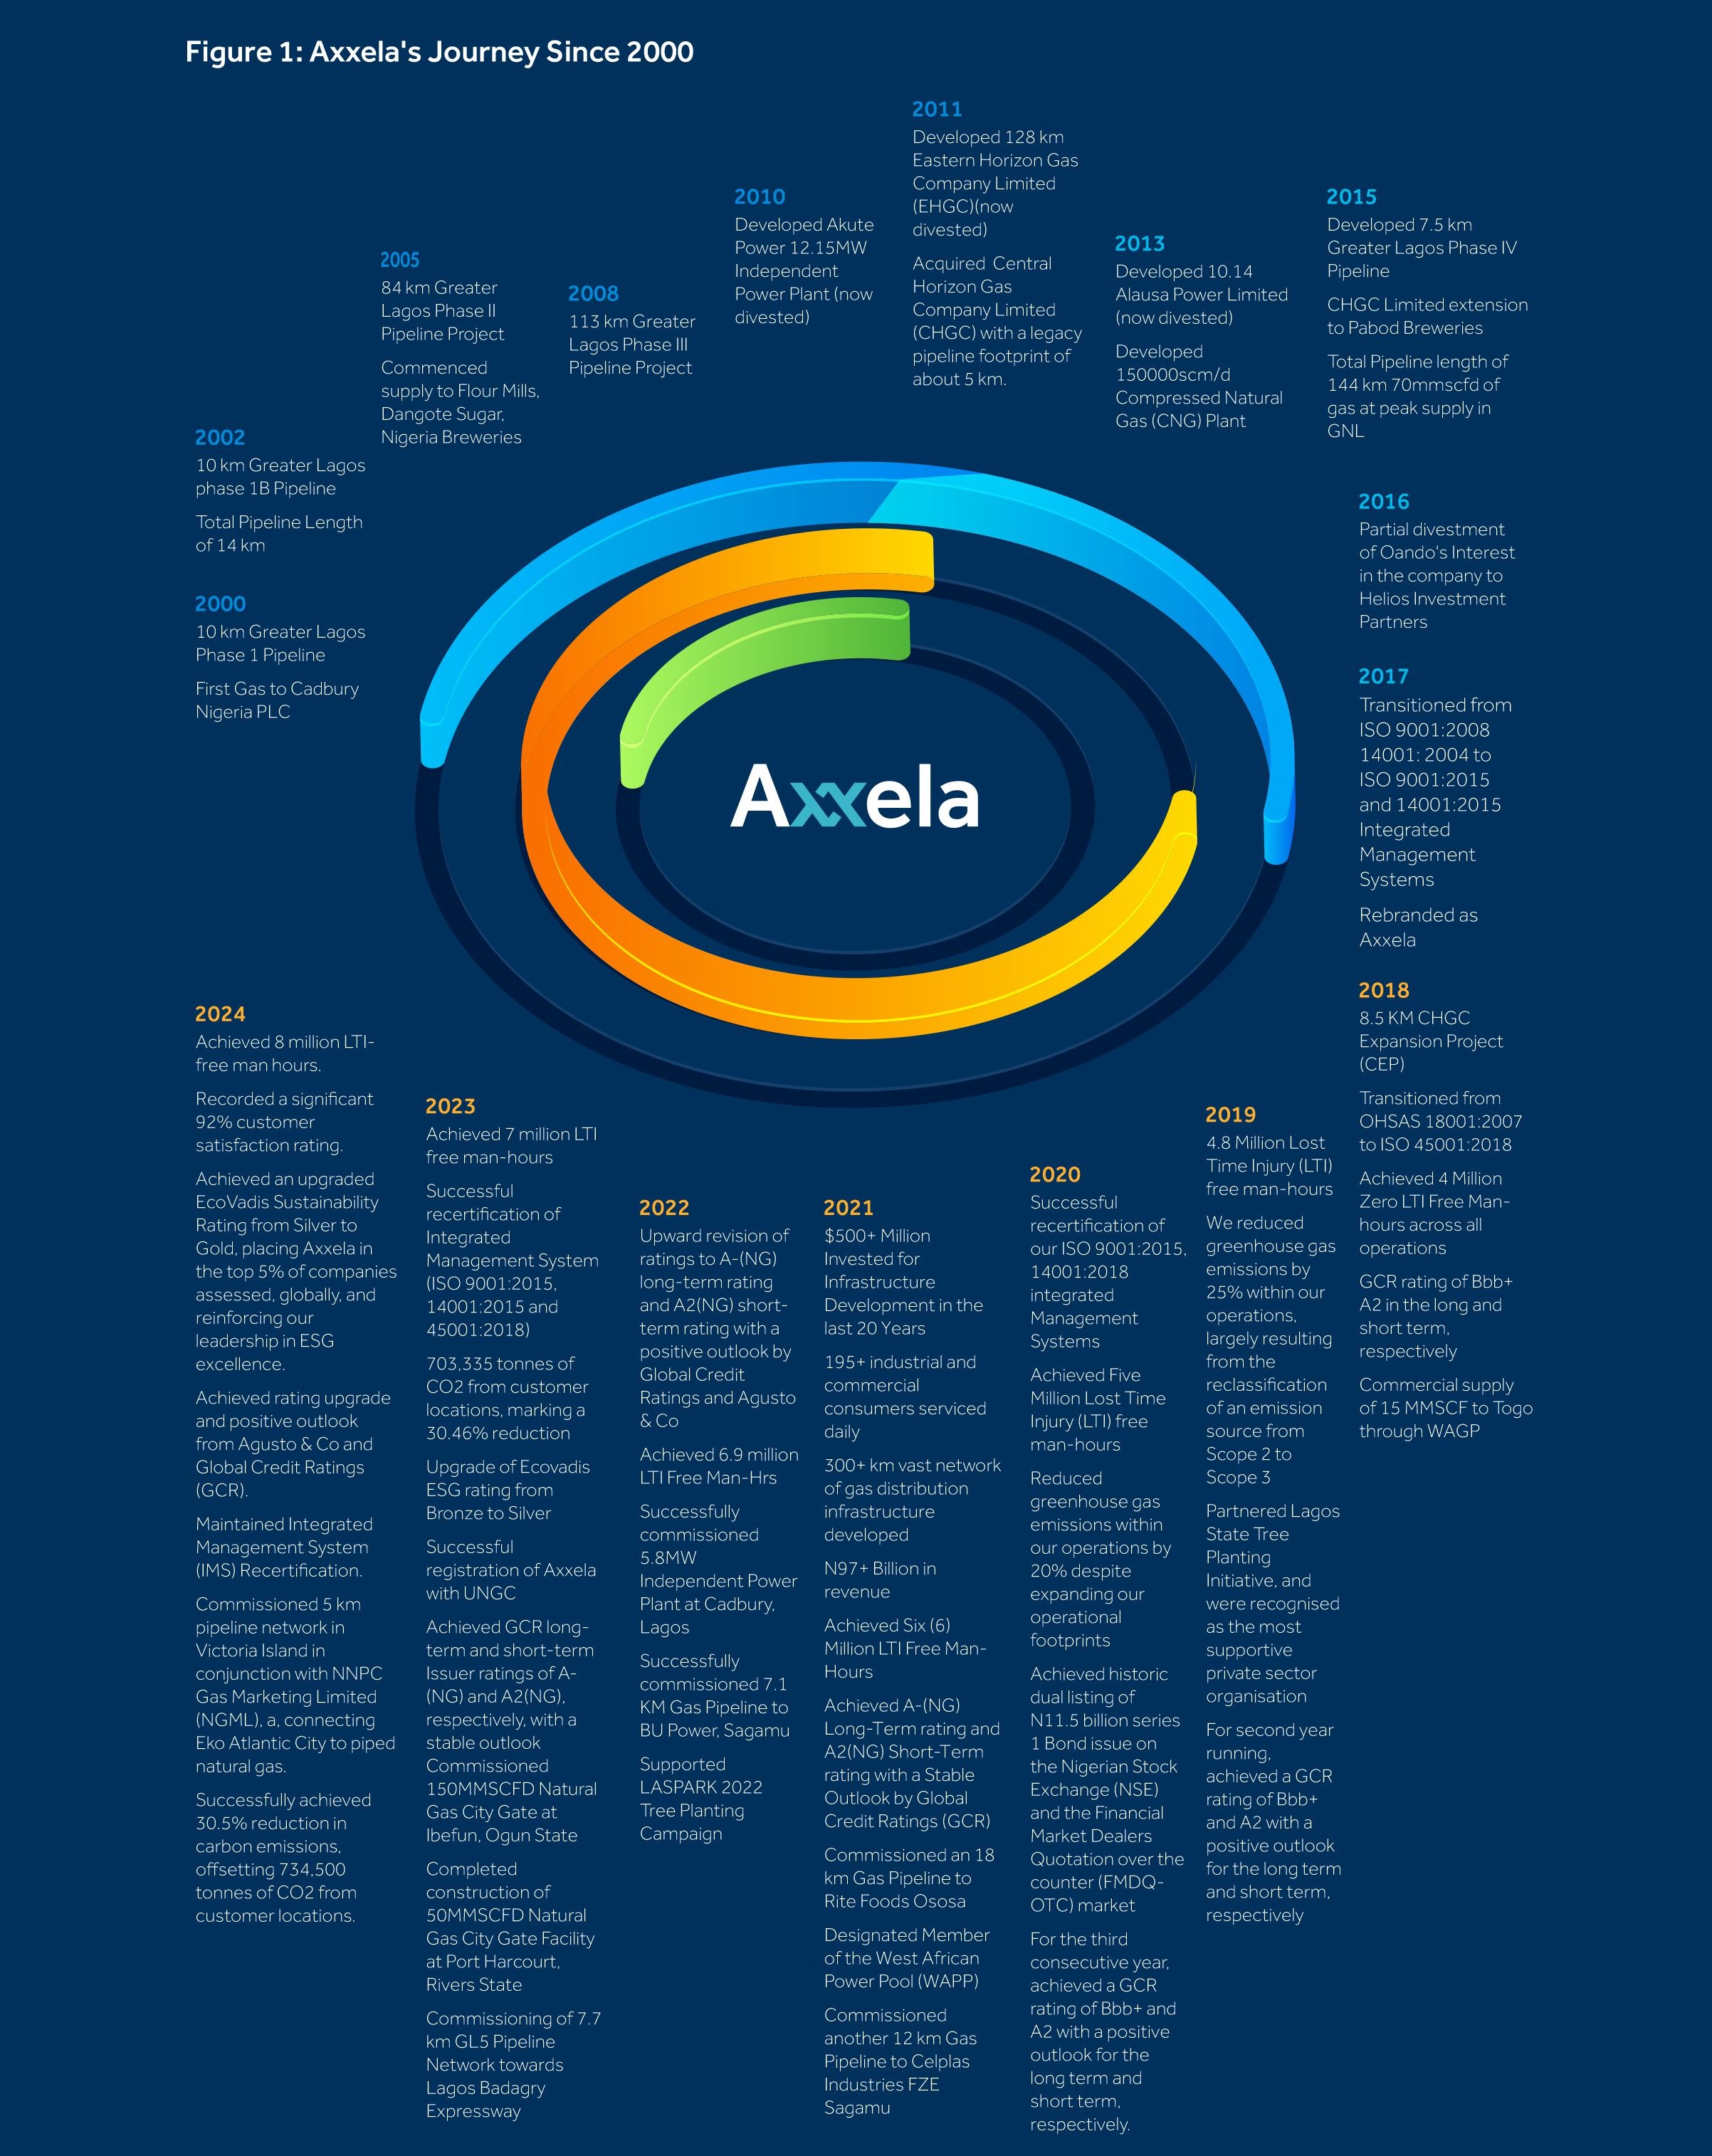 Figure 1: Axxela's Journey Since 2000
2000
10 km Greater Lagos
Phase 1 Pipeline
First Gas to Cadbury
Nigeria PLC
2002
10 km Greater Lagos
phase 1B Pipeline
Total Pipeline Length
of 14 km
2005
84 km Greater
Lagos Phase II
Pipeline Project
Commenced
supply to Flour Mills,
Dangote Sugar,
Nigeria Breweries
2008
113 km Greater
Lagos Phase III
Pipeline Project
2010
Developed Akute
Power 12.15MW
Independent
Power Plant (now
divested)
2011
Developed 128 km
Eastern Horizon Gas
Company Limited
(EHGC)(now
divested)
Acquired Central
Horizon Gas
Company Limited
(CHGC) with a legacy
pipeline footprint of
about 5 km.
2013
Developed 10.14
Alausa Power Limited
(now divested)
Developed
150000scm/d
Compressed Natural
Gas (CNG) Plant
2015
Developed 7.5 km
Greater Lagos Phase IV
Pipeline
CHGC Limited extension
to Pabod Breweries
Total Pipeline length of
144 km 70mmscfd of
gas at peak supply in
GNL
2016
Partial divestment
of Oando's Interest
in the company to
Helios Investment
Partners
2017
Transitioned from
ISO 9001:2008
14001: 2004 to
ISO 9001:2015
and 14001:2015
Integrated
Management
Systems
Rebranded as
Axxela
Axxela
2018
8.5 KM CHGC
Expansion Project
(CEP)
Transitioned from
OHSAS 18001:2007
to ISO 45001:2018
Achieved 4 Million
Zero LTI Free Man-
hours across all
operations
GCR rating of Bbb+
A2 in the long and
short term,
respectively
Commercial supply
of 15 MMSCF to Togo
through WAGP
2019
4.8 Million Lost
Time Injury (LTI)
free man-hours
We reduced
greenhouse gas
emissions by
25% within our
operations,
largely resulting
from the
reclassification
of an emission
source from
Scope 2 to
Scope 3
Partnered Lagos
State Tree
Planting
Initiative, and
were recognised
as the most
supportive
private sector
organisation
For second year
running,
achieved a GCR
rating of Bbb+
and A2 with a
positive outlook
for the long term
and short term,
respectively
2020
Successful
recertification of
our ISO 9001:2015,
14001:2018
integrated
Management
Systems
Achieved Five
Million Lost Time
Injury (LTI) free
man-hours
Reduced
greenhouse gas
emissions within
our operations by
20% despite
expanding our
operational
footprints
Achieved historic
dual listing of
N11.5 billion series
1 Bond issue on
the Nigerian Stock
Exchange (NSE)
and the Financial
Market Dealers
Quotation over the
counter (FMDQ-
OTC) market
For the third
consecutive year,
achieved a GCR
rating of Bbb+ and
A2 with a positive
outlook for the
long term and
short term,
respectively.
2021
$500+ Million
Invested for
Infrastructure
Development in the
last 20 Years
195+ industrial and
commercial
consumers serviced
daily
300+ km vast network
of gas distribution
infrastructure
developed
N97+ Billion in
revenue
Achieved Six (6)
Million LTI Free Man-
Hours
Achieved A-(NG)
Long-Term rating and
A2(NG) Short-Term
rating with a Stable
Outlook by Global
Credit Ratings (GCR)
Commissioned an 18
km Gas Pipeline to
Rite Foods Ososa
Designated Member
of the West African
Power Pool (WAPP)
Commissioned
another 12 km Gas
Pipeline to Celplas
Industries FZE
Sagamu
2022
Upward revision of
ratings to A-(NG)
long-term rating
and A2(NG) short-
term rating with a
positive outlook by
Global Credit
Ratings and Agusto
& Co
Achieved 6.9 million
LTI Free Man-Hrs
Successfully
commissioned
5.8MW
Independent Power
Plant at Cadbury,
Lagos
Successfully
commissioned 7.1
KM Gas Pipeline to
BU Power, Sagamu
Supported
LASPARK 2022
Tree Planting
Campaign
2023
Achieved 7 million LTI
free man-hours
Successful
recertification of
Integrated
Management System
(ISO 9001:2015,
14001:2015 and
45001:2018)
703,335 tonnes of
CO2 from customer
locations, marking a
30.46% reduction
Upgrade of Ecovadis
ESG rating from
Bronze to Silver
Successful
registration of Axxela
with UNGC
Achieved GCR long-
term and short-term
Issuer ratings of A-
(NG) and A2(NG),
respectively, with a
stable outlook
Commissioned
150MMSCFD Natural
Gas City Gate at
Ibefun, Ogun State
Completed
construction of
50MMSCFD Natural
Gas City Gate Facility
at Port Harcourt,
Rivers State
Commissioning of 7.7
km GL5 Pipeline
Network towards
Lagos Badagry
Expressway
2024
Achieved 8 million LTI-
free man hours.
Recorded a significant
92% customer
satisfaction rating.
Achieved an upgraded
EcoVadis Sustainability
Rating from Silver to
Gold, placing Axxela in
the top 5% of companies
assessed, globally, and
reinforcing our
leadership in ESG
excellence.
Achieved rating upgrade
and positive outlook
from Agusto & Co and
Global Credit Ratings
(GCR).
Maintained Integrated
Management System
(IMS) Recertification.
Commissioned 5 km
pipeline network in
Victoria Island in
conjunction with NNPC
Gas Marketing Limited
(NGML), a, connecting
Eko Atlantic City to piped
natural gas.
Successfully achieved
30.5% reduction in
carbon emissions,
offsetting 734,500
tonnes of CO2 from
customer locations.